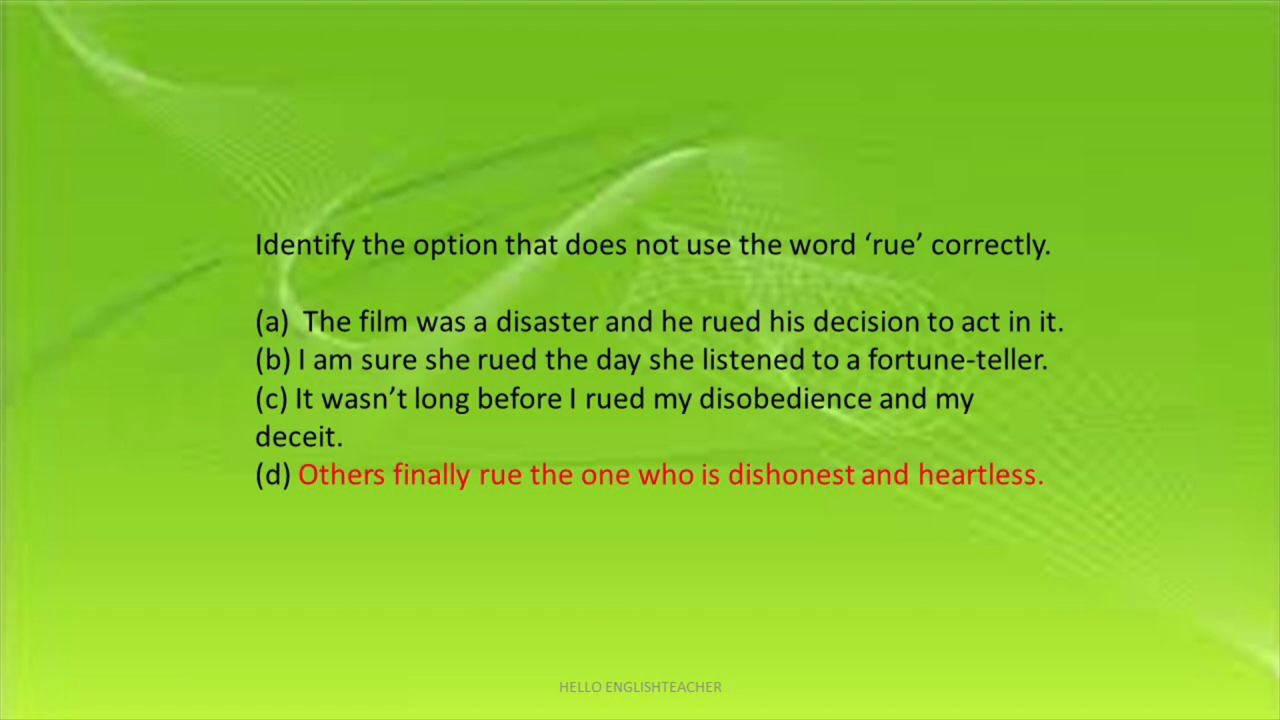 Identify the option that does not use the word ‘rue’ correctly.
(a)  The film was a disaster and he rued his decision to act in it.
(b) I am sure she rued the day she listened to a fortune-teller.
(c) It wasn’t long before I rued my disobedience and my
deceit.
(d) Others finally rue the one who is dishonest and heartless.
HELLO ENGLISHTEACHER